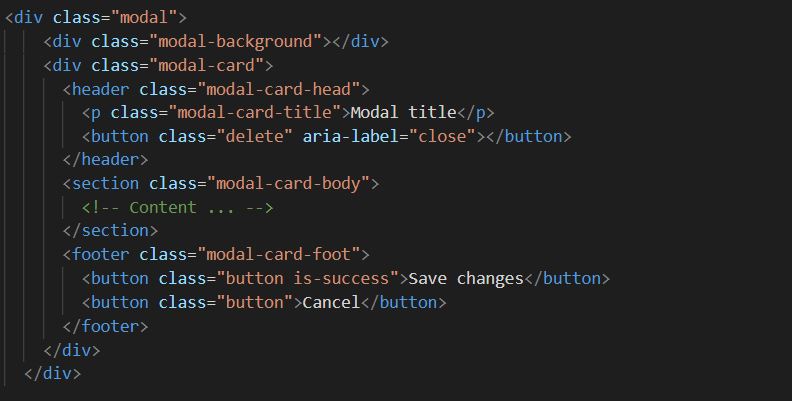 <div class="modal">
<div class="modal-background"></div>
<div class="modal-card">
<header class="modal-card-head">
<p class="modal-card-title">Modal title</p>
<button class="delete" aria-label="close"></button>
</header>
<section class="modal-card-body">
<!-- Content ... -->
</section>
<footer class="modal-card-foot">
<button class="button is-success">Save changes</button>
<button class="button">Cancel</button>
</footer>
</div>
</div>